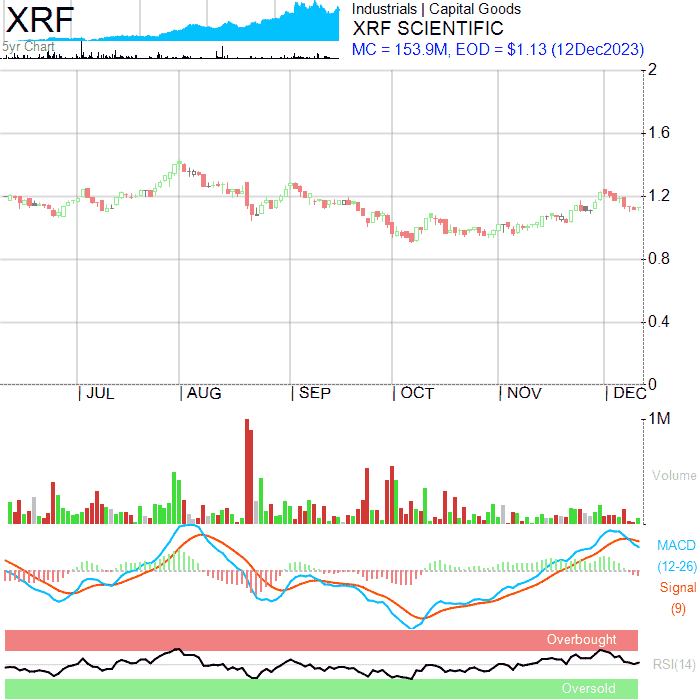 XRF
5yr Chart
Industrials | Capital Goods
XRF SCIENTIFIC
MC = 153.9M, EOD = $1.13 (12Dec2023)
2
1.6
1.2
0.8
0.4
0
| JUL | AUG | SEP | OCT | NOV | DEC
1M
Volume
MACD
(12-26)
Signal
(9)
Overbought
RSI(14)
Oversold